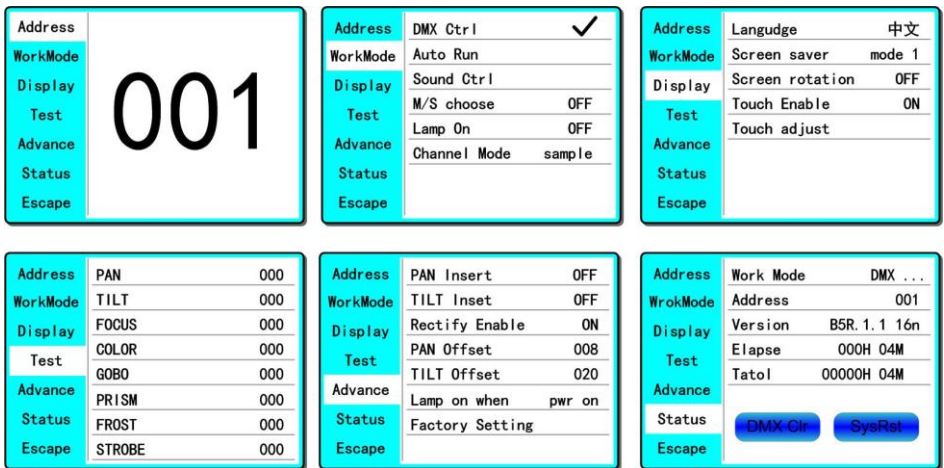 Address
WorkMode
Display
Test
Advance
Status
Escape
001
Address
WorkMode
Display
Test
Advance
Status
Escape
DMX Ctrl ✓
Auto Run
Sound Ctrl
M/S choose OFF
Lamp On OFF
Channel Mode sample
Address
WorkMode
Display
Test
Advance
Status
Escape
Langudge 中文
Screen saver mode 1
Screen rotation OFF
Touch Enable ON
Touch adjust
Address
WorkMode
Display
Test
Advance
Status
Escape
PAN 000
TILT 000
FOCUS 000
COLOR 000
GOBO 000
PRISM 000
FROST 000
STROBE 000
Address
WorkMode
Display
Test
Advance
Status
Escape
PAN Insert OFF
TILT Inset OFF
Rectify Enable ON
PAN Offset 008
TILT Offset 020
Lamp on when pwr on
Factory Setting
Address
WrokMode
Display
Test
Advance
Status
Escape
Work Mode DMX ...
Address 001
Version B5R.1.1 16n
Elapse 000H 04M
Tatol 00000H 04M
DMX Clr SysRst